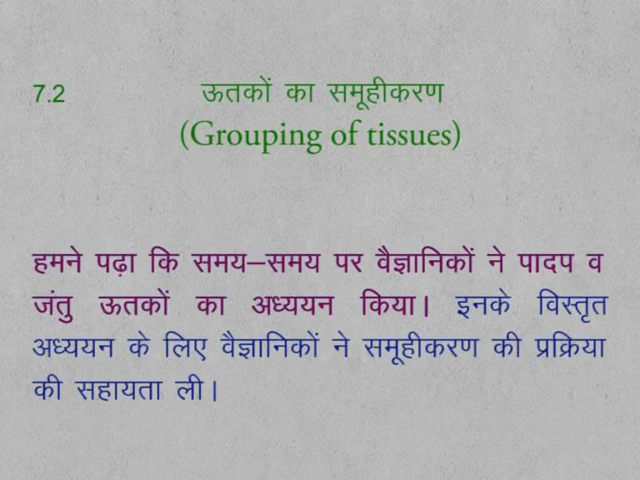 7.2 ऊतकों का समूहीकरण
(Grouping of tissues)
हमने पढ़ा कि समय–समय पर वैज्ञानिकों ने पादप व
जंतु ऊतकों का अध्ययन किया। इनके विस्तृत
अध्ययन के लिए वैज्ञानिकों ने समूहीकरण की प्रक्रिया
की सहायता ली।